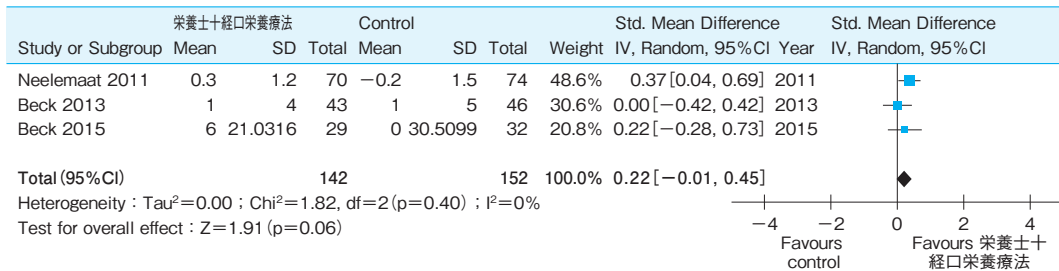 栄養士＋経口栄養療法 Control Std. Mean Difference Std. Mean Difference
Study or Subgroup Mean SD Total Mean SD Total Weight IV, Random, 95%CI Year IV, Random, 95%CI
Neelemaat 2011 0.3 1.2 70 −0.2 1.5 74 48.6% 0.37[0.04, 0.69] 2011
Beck 2013 1 4 43 1 5 46 30.6% 0.00[−0.42, 0.42] 2013
Beck 2015 6 21.0316 29 0 30.5099 32 20.8% 0.22[−0.28, 0.73] 2015
Total(95%CI) 142 152 100.0% 0.22[−0.01, 0.45]
Heterogeneity：Tau²=0.00；Chi²=1.82, df=2(p=0.40)；I²=0%
Test for overall effect：Z=1.91(p=0.06)
−4 −2 0 2 4
Favours Favours 栄養士＋
control 経口栄養療法